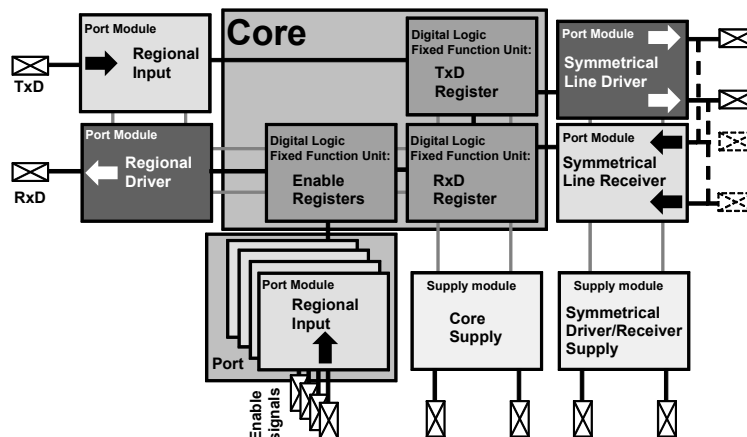 Port Module
Regional
Input
TxD
Core
Digital Logic
Fixed Function Unit:
TxD
Register
Port Module
Symmetrical
Line Driver
Port Module
Regional
Driver
RxD
Digital Logic
Fixed Function Unit:
Enable
Registers
Digital Logic
Fixed Function Unit:
RxD
Register
Port Module
Symmetrical
Line Receiver
Port Module
Regional
Input
Port
Enable
signals
Supply module
Core
Supply
Supply module
Symmetrical
Driver/Receiver
Supply